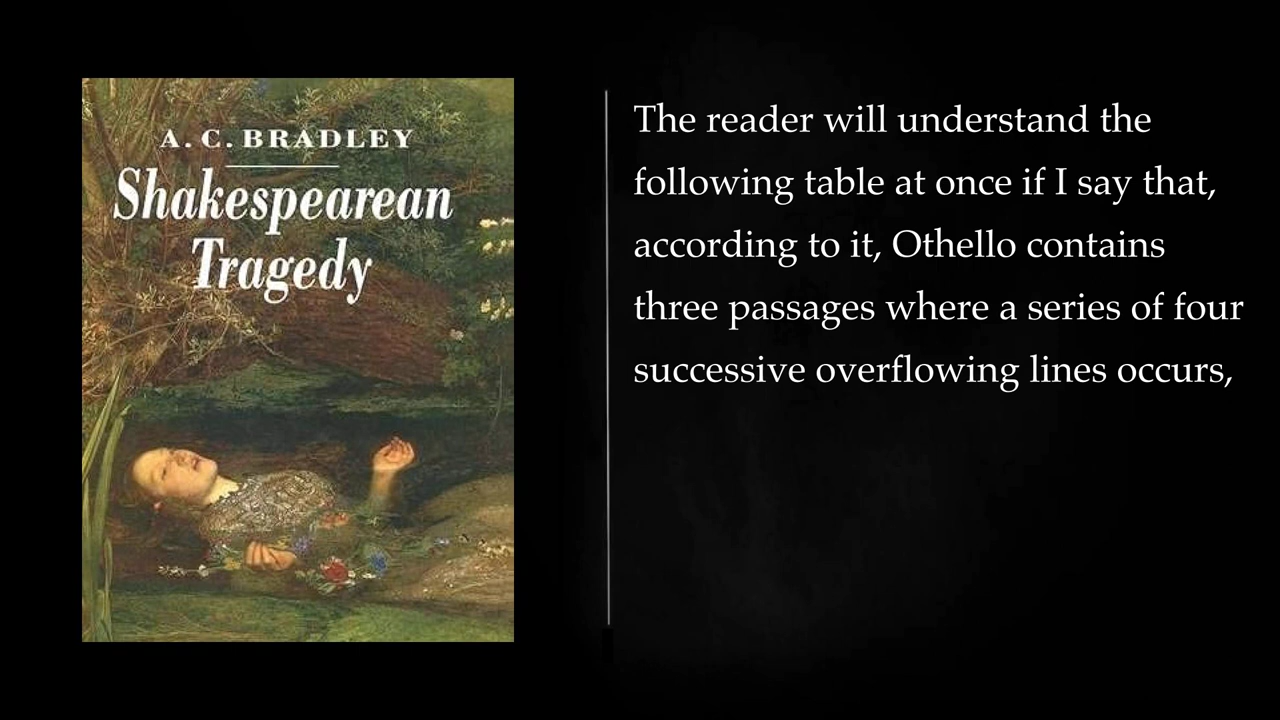 A. C. BRADLEY
Shakespearean
Tragedy
The reader will understand the
following table at once if I say that,
according to it, Othello contains
three passages where a series of four
successive overflowing lines occurs,